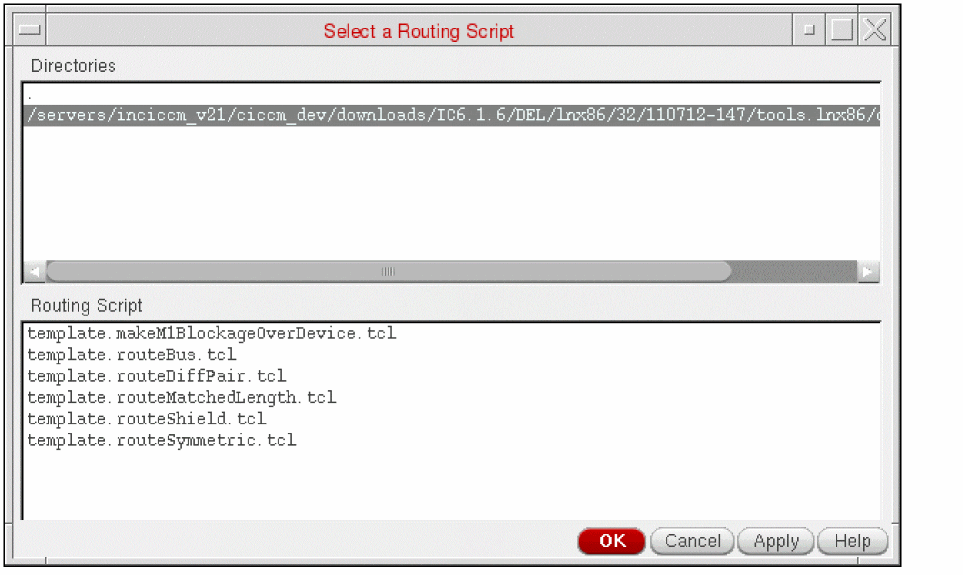 Select a Routing Script
Directories
.
/servers/inciccm_v21/ciccm_dev/downloads/IC6.1.6/DEL/lnx86/32/110712-147/tools.lnx86/
Routing Script
template.makeM1BlockageOverDevice.tcl
template.routeBus.tcl
template.routeDiffPair.tcl
template.routeMatchedLength.tcl
template.routeShield.tcl
template.routeSymmetric.tcl
OK Cancel Apply Help